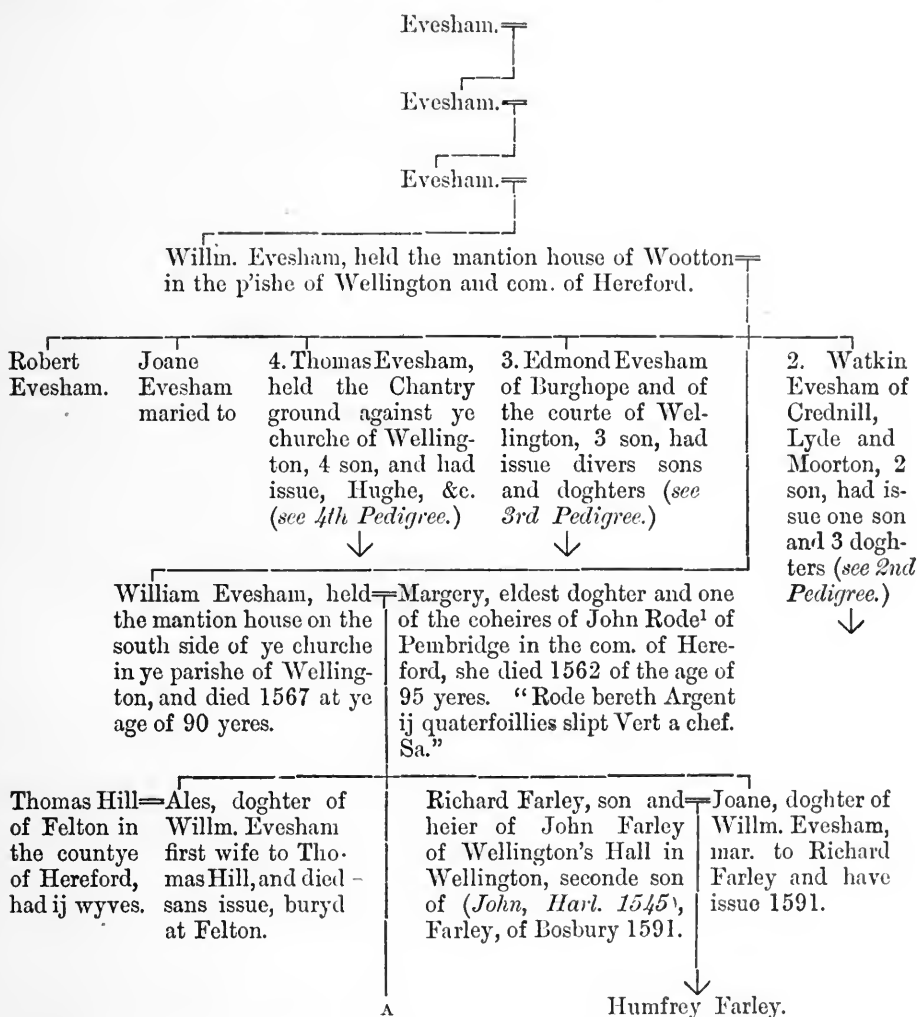 Evesham.
Evesham.
Evesham.
Willm. Evesham, held the mantion house of Wootton
in the p'ishe of Wellington and com. of Hereford.
Robert
Evesham.
Joane
Evesham
maried to
4. Thomas Evesham,
held the Chantry
ground against ye
churche of Welling-
ton, 4 son, and had
issue, Hughe, &c.
(see 4th Pedigree.)
3. Edmond Evesham
of Burghope and of
the courte of Wel-
lington, 3 son, had
issue divers sons
and doghters (see
3rd Pedigree.)
2. Watkin
Evesham of
Crednill,
Lyde and
Moorton, 2
son, had is-
sue one son
and 3 dogh-
ters (see 2nd
Pedigree.)
William Evesham, held
the mantion house on the
south side of ye churche
in ye parishe of Welling-
ton, and died 1567 at ye
age of 90 yeres.
Margery, eldest doghter and one
of the coheires of John Rode¹ of
Pembridge in the com. of Here-
ford, she died 1562 of the age of
95 yeres. "Rode bereth Argent
ij quaterfoillies slipt Vert a chef.
Sa."
Thomas Hill
of Felton in
the countye
of Hereford,
had ij wyves.
Ales, doghter of
Willm. Evesham
first wife to Tho-
mas Hill, and died
sans issue, buryd
at Felton.
Richard Farley, son and
heier of John Farley
of Wellington's Hall in
Wellington, seconde son
of (John, Harl. 1545),
Farley, of Bosbury 1591.
Joane, doghter of
Willm. Evesham,
mar. to Richard
Farley and have
issue 1591.
A
Humfrey Farley.